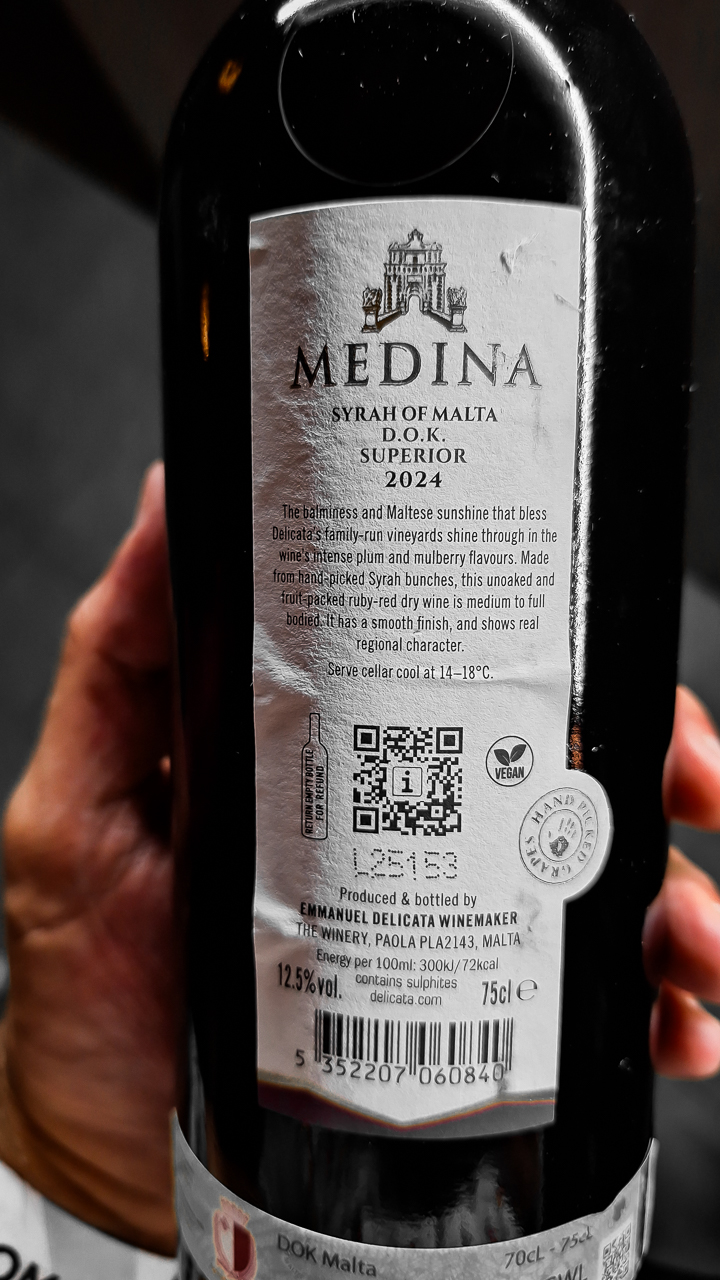 MEDINA
SYRAH OF MALTA
D.O.K.
SUPERIOR
2024
The balminess and Maltese sunshine that bless
Delicata's family-run vineyards shine through in the
wine's intense plum and mulberry flavours. Made
from hand-picked Syrah bunches, this unoaked and
fruit-packed ruby-red dry wine is medium to full
bodied. It has a smooth finish, and shows real
regional character.
Serve cellar cool at 14–18°C.
RETURN EMPTY BOTTLE
FOR REFUND
i
VEGAN
HAND PICKED GRAPES
L25153
Produced & bottled by
EMMANUEL DELICATA WINEMAKER
THE WINERY, PAOLA PLA2143, MALTA
Energy per 100ml: 300kJ/72kcal
12.5%vol. contains sulphites 75cl e
delicata.com
5 352207 060840
DOK Malta
70cL - 75cL